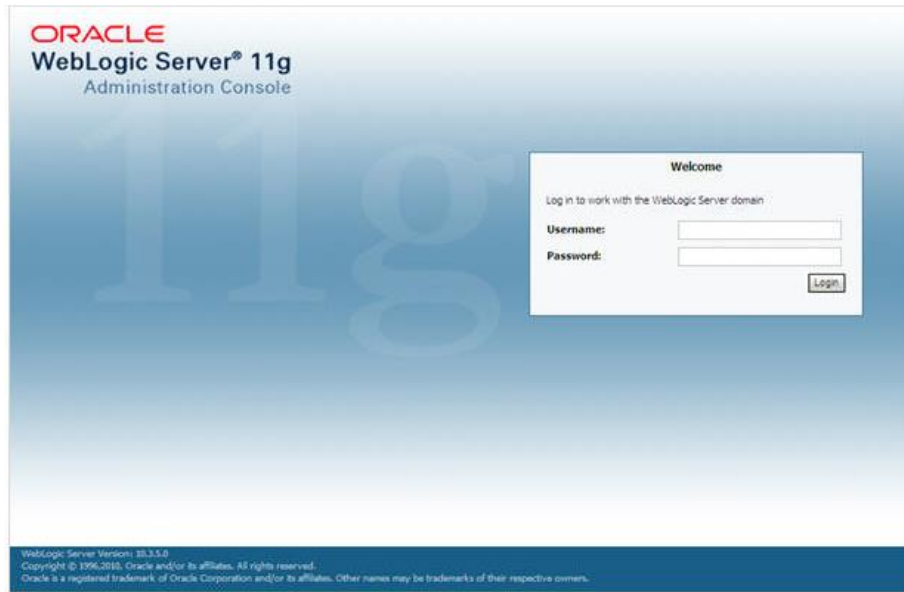 ORACLE
WebLogic Server® 11g
Administration Console
11g
Welcome
Log in to work with the WebLogic Server domain
Username:
Password:
Login
WebLogic Server Version: 10.3.5.0
Copyright © 1996,2010, Oracle and/or its affiliates. All rights reserved.
Oracle is a registered trademark of Oracle Corporation and/or its affiliates. Other names may be trademarks of their respective owners.